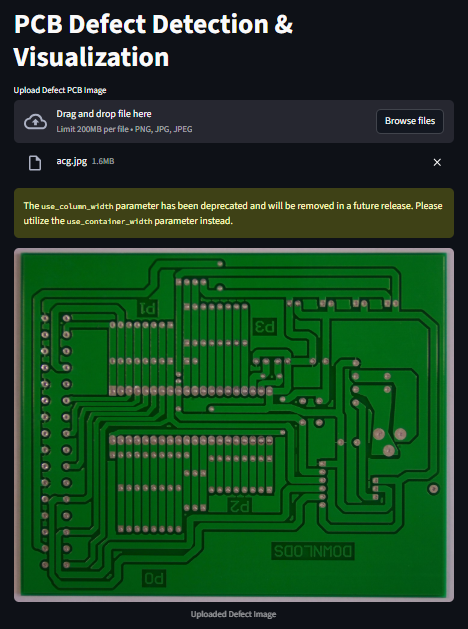 PCB Defect Detection &
Visualization
Upload Defect PCB Image
Drag and drop file here
Limit 200MB per file • PNG, JPG, JPEG
Browse files
acg.jpg 1.6MB
The use_column_width parameter has been deprecated and will be removed in a future release. Please
utilize the use_container_width parameter instead.
P1
P3
P2
DOWNLODS
P0
Uploaded Defect Image